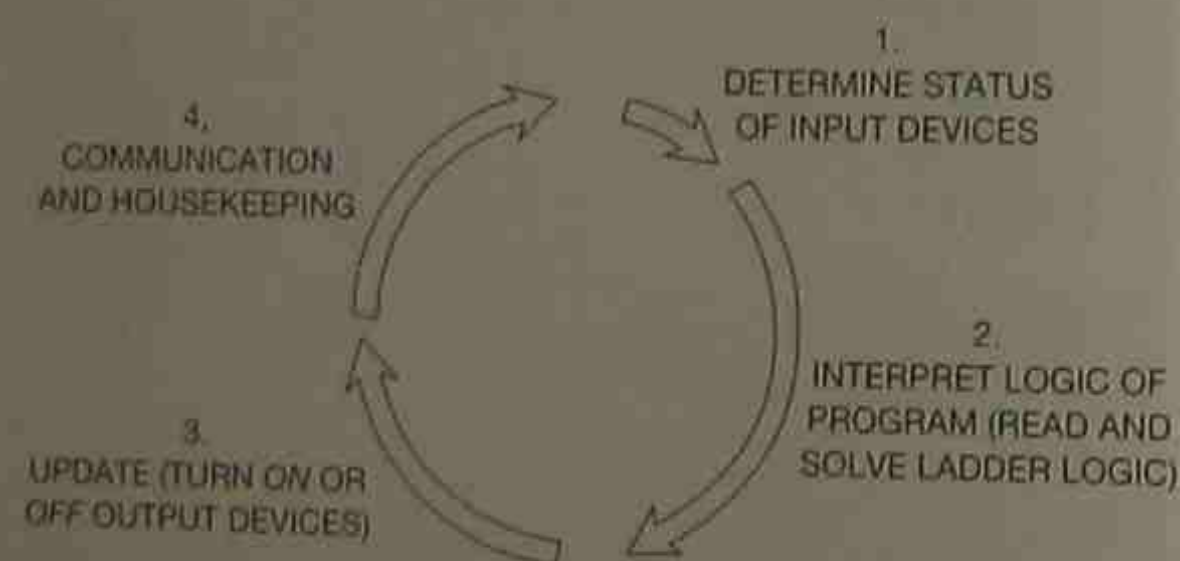 1.
DETERMINE STATUS
OF INPUT DEVICES
2.
INTERPRET LOGIC OF
PROGRAM (READ AND
SOLVE LADDER LOGIC)
3.
UPDATE (TURN ON OR
OFF OUTPUT DEVICES)
4.
COMMUNICATION
AND HOUSEKEEPING